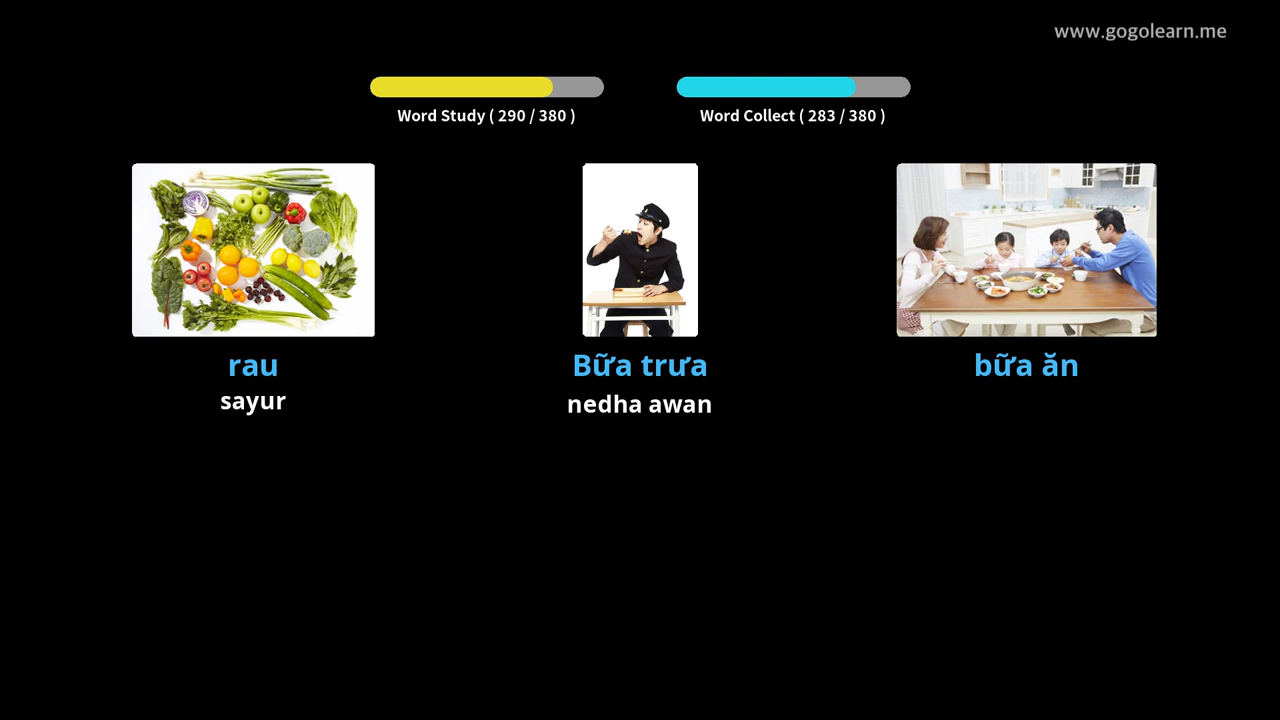 www.gogolearn.me
Word Study ( 290 / 380 )
Word Collect ( 283 / 380 )
rau
sayur
Bữa trưa
nedha awan
bữa ăn